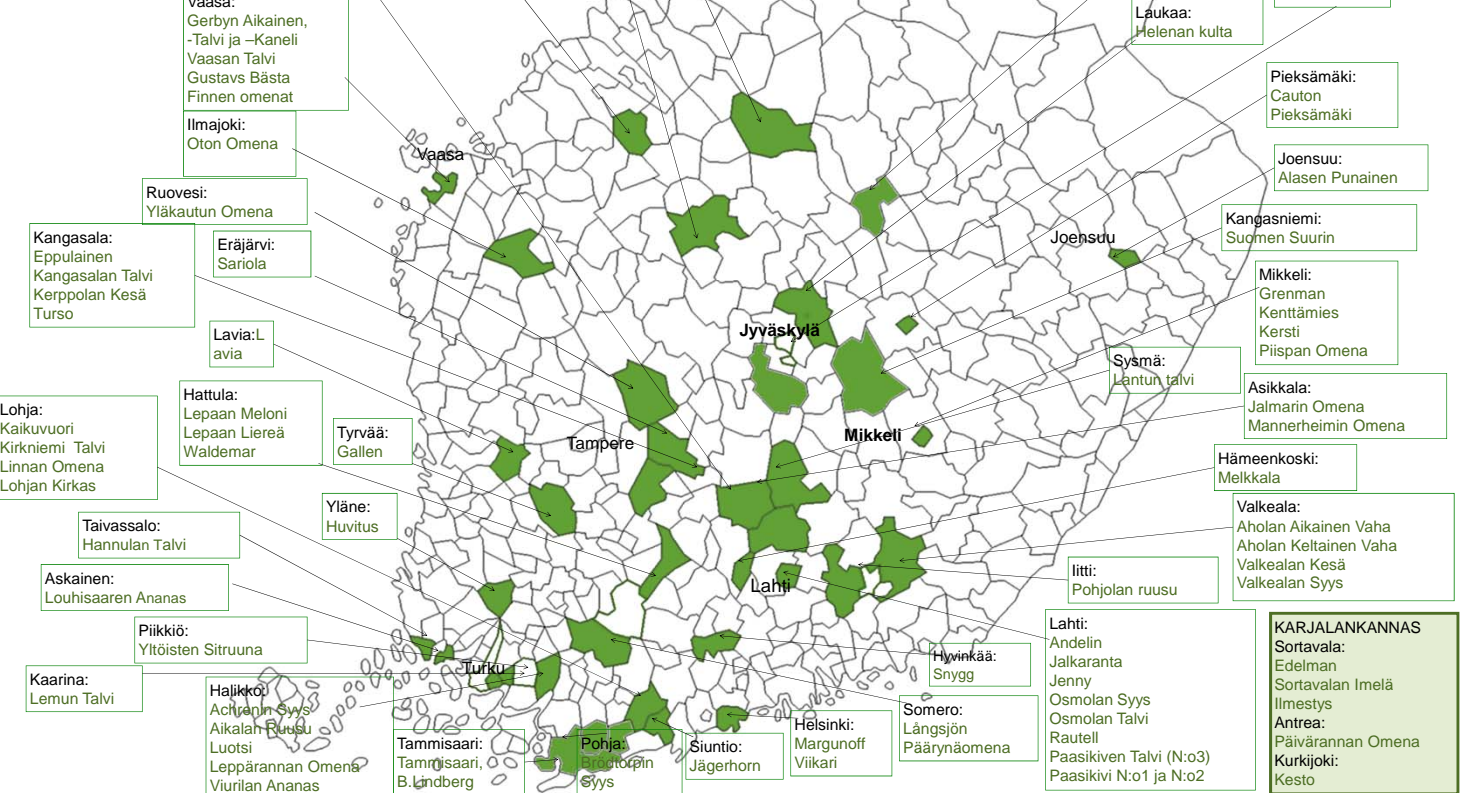 Vaasa:
Gerbyn Aikainen,
-Talvi ja –Kaneli
Vaasan Talvi
Gustavs Bästa
Finnen omenat
Laukaa:
Helenan kulta
Pieksämäki:
Cauton
Pieksämäki
Ilmajoki:
Oton Omena
Vaasa
Joensuu:
Alasen Punainen
Ruovesi:
Yläkautun Omena
Kangasniemi:
Suomen Suurin
Kangasala:
Eppulainen
Kangasalan Talvi
Kerppolan Kesä
Turso
Eräjärvi:
Sariola
Joensuu
Mikkeli:
Grenman
Kenttämies
Kersti
Piispan Omena
Lavia:L
avia
Jyväskylä
Sysmä:
Lantun talvi
Asikkala:
Jalmarin Omena
Mannerheimin Omena
Hattula:
Lepaan Meloni
Lepaan Liereä
Waldemar
Lohja:
Kaikuvuori
Kirkniemi  Talvi
Linnan Omena
Lohjan Kirkas
Tyrvää:
Gallen
Tampere
Mikkeli
Hämeenkoski:
Melkkala
Yläne:
Huvitus
Valkeala:
Aholan Aikainen Vaha
Aholan Keltainen Vaha
Valkealan Kesä
Valkealan Syys
Taivassalo:
Hannulan Talvi
Askainen:
Louhisaaren Ananas
Lahti
Iitti:
Pohjolan ruusu
Piikkiö:
Yltöisten Sitruuna
Lahti:
Andelin
Jalkaranta
Jenny
Osmolan Syys
Osmolan Talvi
Rautell
Paasikiven Talvi (N:o3)
Paasikivi N:o1 ja N:o2
KARJALANKANNAS
Sortavala:
Edelman
Sortavalan Imelä
Ilmestys
Antrea:
Päivärannan Omena
Kurkijoki:
Kesto
Kaarina:
Lemun Talvi
Turku
Hyvinkää:
Snygg
Halikko:
Achrenin Syys
Aikalan Ruusu
Luotsi
Leppärannan Omena
Viurilan Ananas
Tammisaari:
Tammisaari,
B.Lindberg
Pohja:
Brödtorpin
Syys
Siuntio:
Jägerhorn
Helsinki:
Margunoff
Viikari
Somero:
Långsjön
Päärynäomena